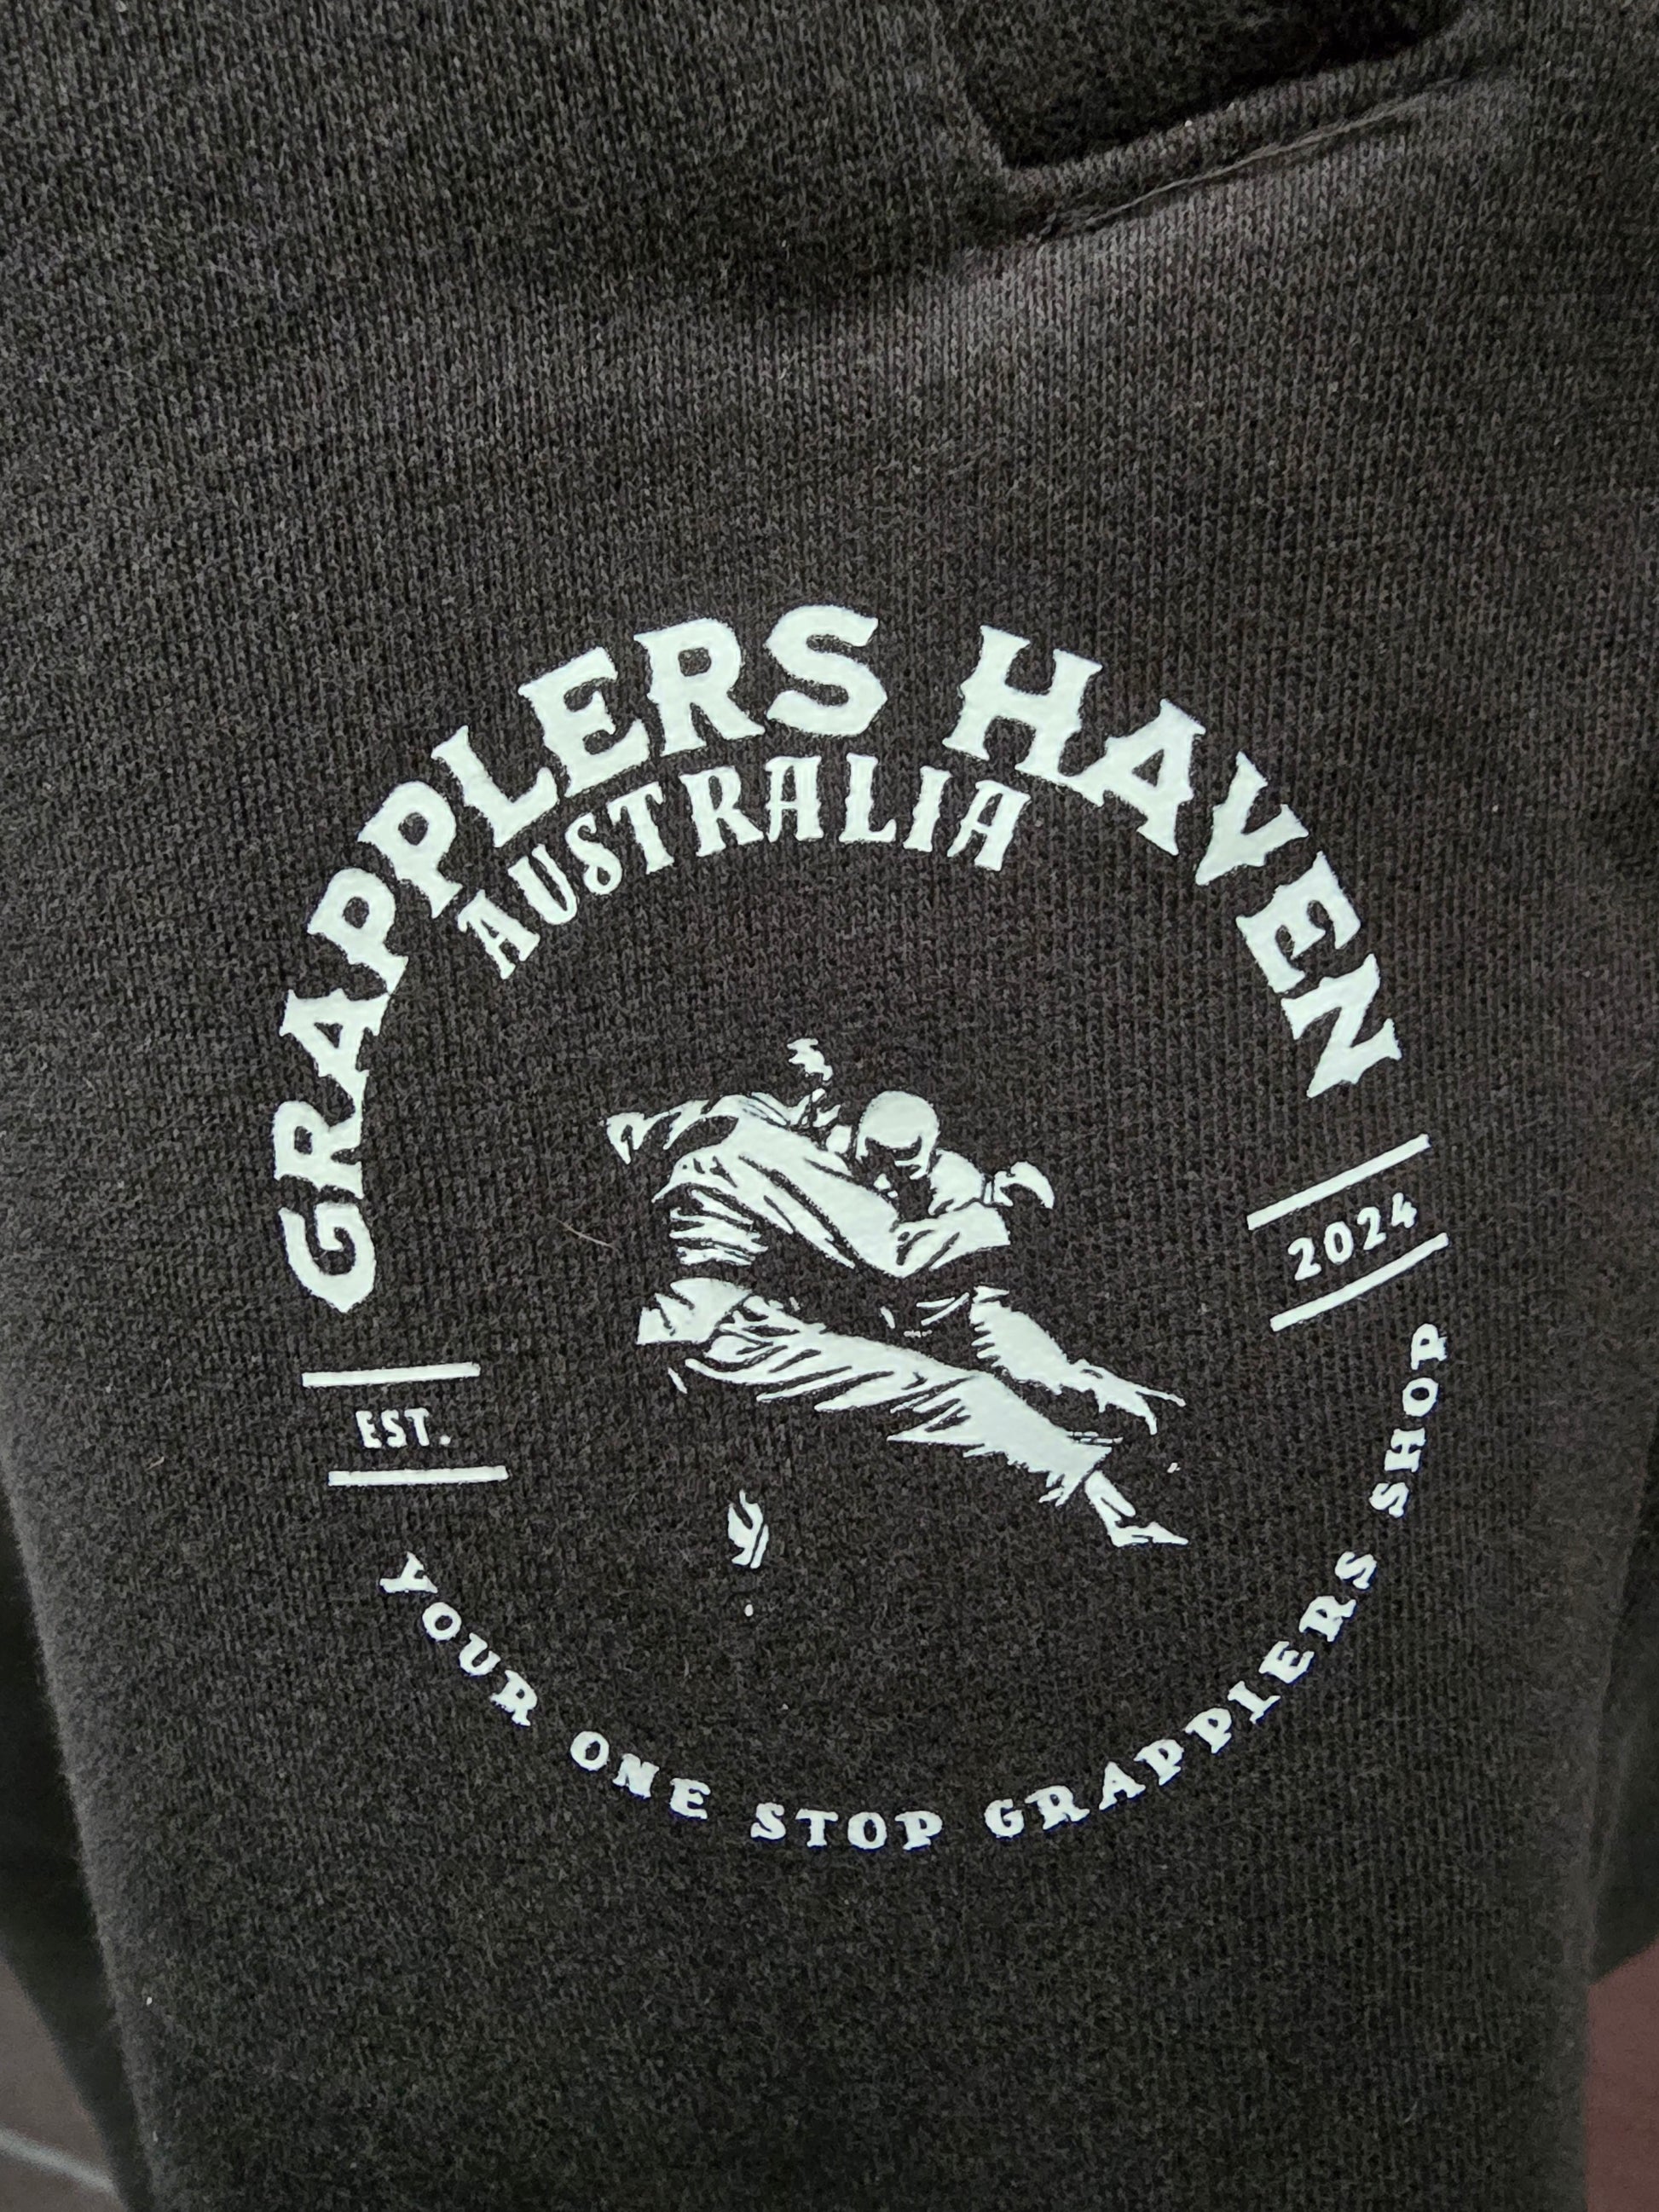 GRAPPLERS HAVEN
AUSTRALIA
EST.
2024
YOUR ONE STOP GRAPPLERS SHOP